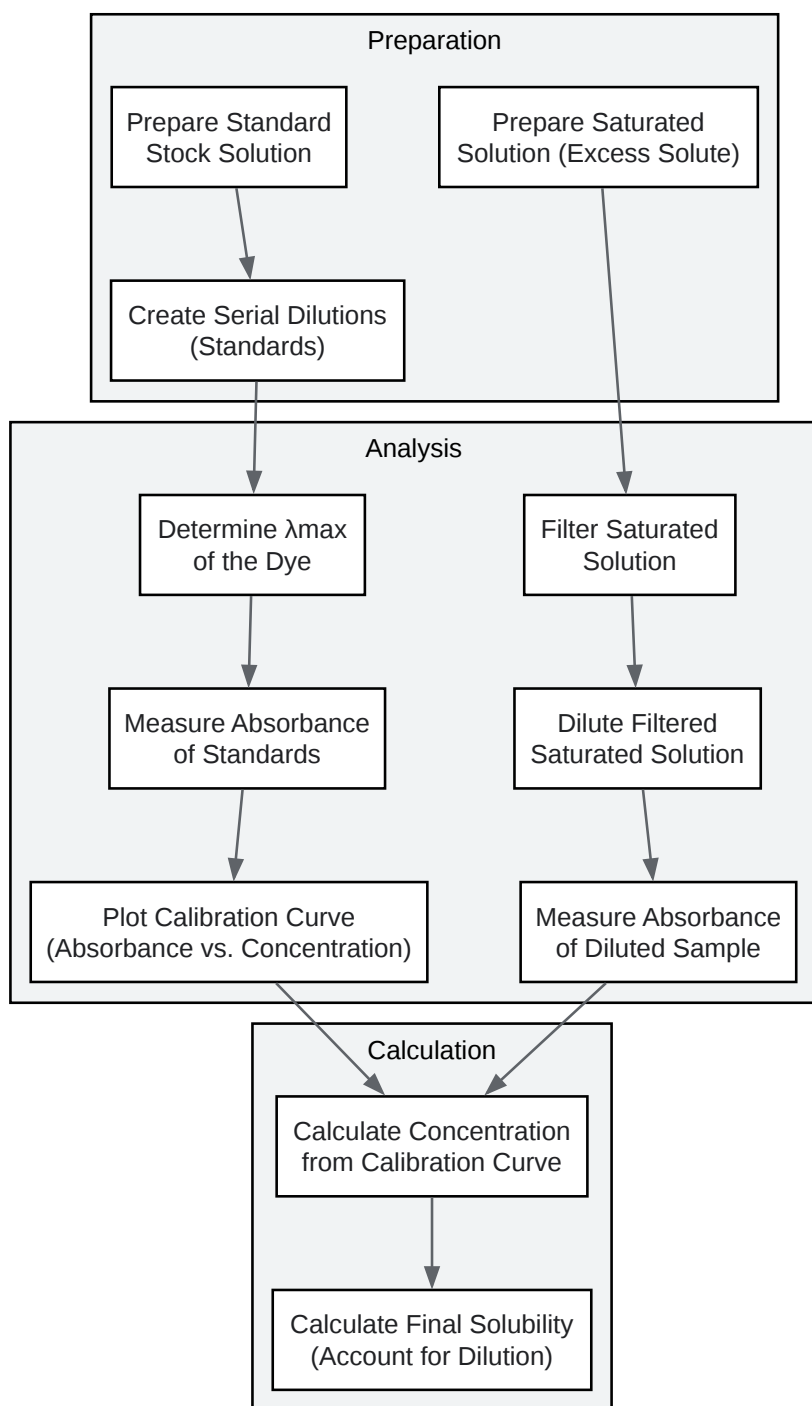 Preparation
Prepare Standard
Stock Solution
Prepare Saturated
Solution (Excess Solute)
Create Serial Dilutions
(Standards)
Analysis
Determine λmax
of the Dye
Filter Saturated
Solution
Measure Absorbance
of Standards
Dilute Filtered
Saturated Solution
Plot Calibration Curve
(Absorbance vs. Concentration)
Measure Absorbance
of Diluted Sample
Calculation
Calculate Concentration
from Calibration Curve
Calculate Final Solubility
(Account for Dilution)